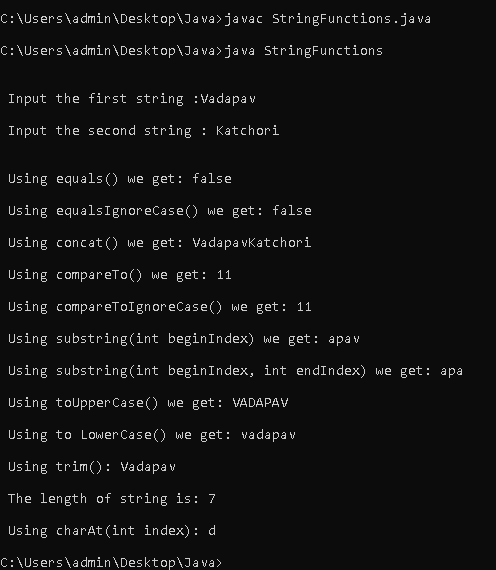 C:\Users\admin\Desktop\Java>javac StringFunctions.java
C:\Users\admin\Desktop\Java>java StringFunctions
Input the first string :Vadapav
Input the second string : Katchori
Using equals() we get: false
Using equalsIgnoreCase() we get: false
Using concat() we get: VadapavKatchori
Using compareTo() we get: 11
Using compareToIgnoreCase() we get: 11
Using substring(int beginIndex) we get: apav
Using substring(int beginIndex, int endIndex) we get: apa
Using toUpperCase() we get: VADAPAV
Using to LowerCase() we get: vadapav
Using trim(): Vadapav
The length of string is: 7
Using charAt(int index): d
C:\Users\admin\Desktop\Java>